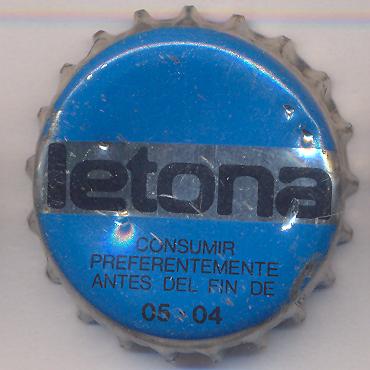 letona
CONSUMIR
PREFERENTEMENTE
ANTES DEL FIN DE
05 04